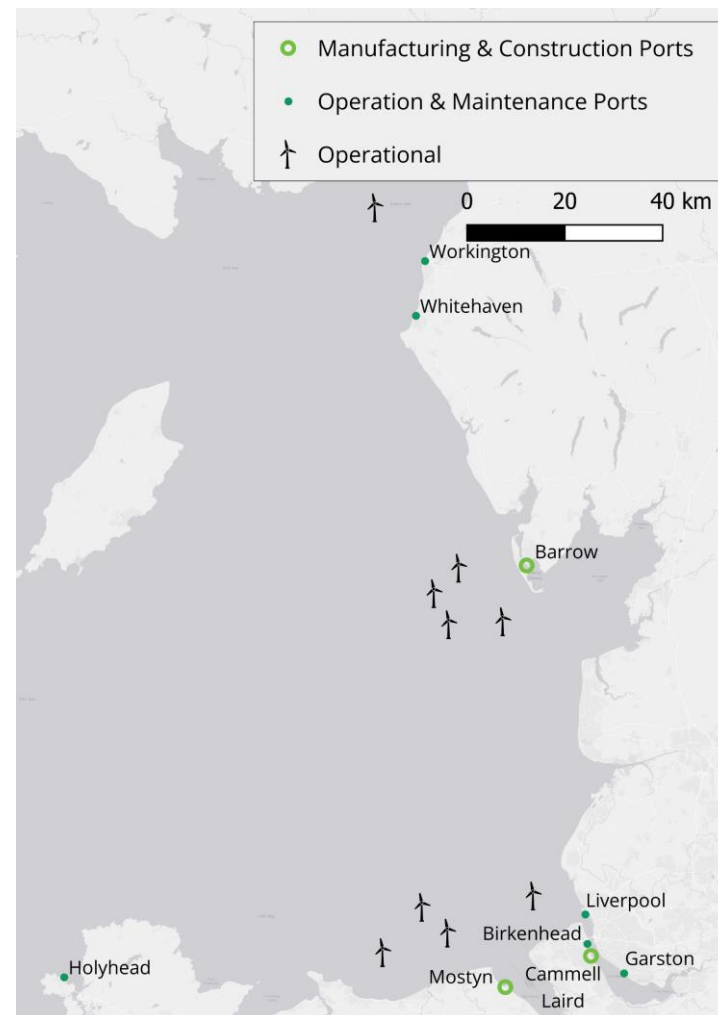 Manufacturing & Construction Ports
Operation & Maintenance Ports
Operational
0 20 40 km
Workington
Whitehaven
Barrow
Liverpool
Birkenhead
Holyhead
Mostyn
Cammell
Laird
Garston